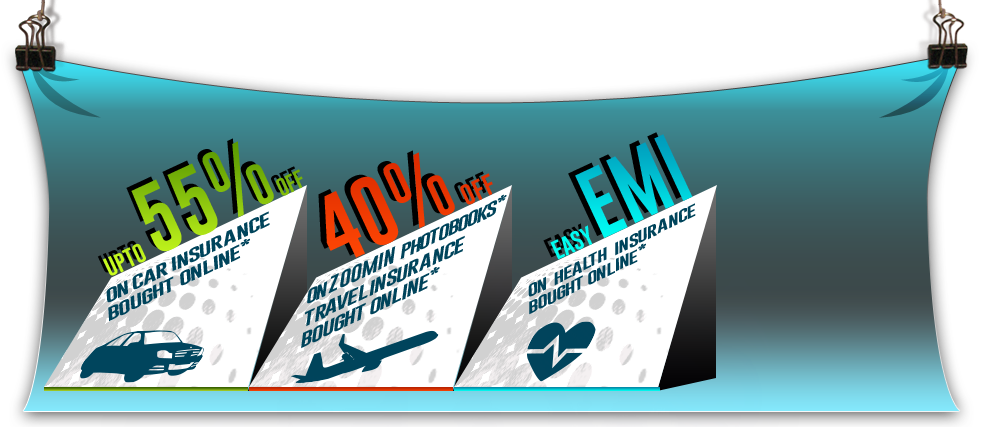 UPTO 55% OFF
ON CAR INSURANCE
BOUGHT ONLINE*
40% OFF
ON ZOOMIN PHOTOBOOKS*
TRAVEL INSURANCE
BOUGHT ONLINE*
EASY EMI
ON HEALTH INSURANCE
BOUGHT ONLINE*